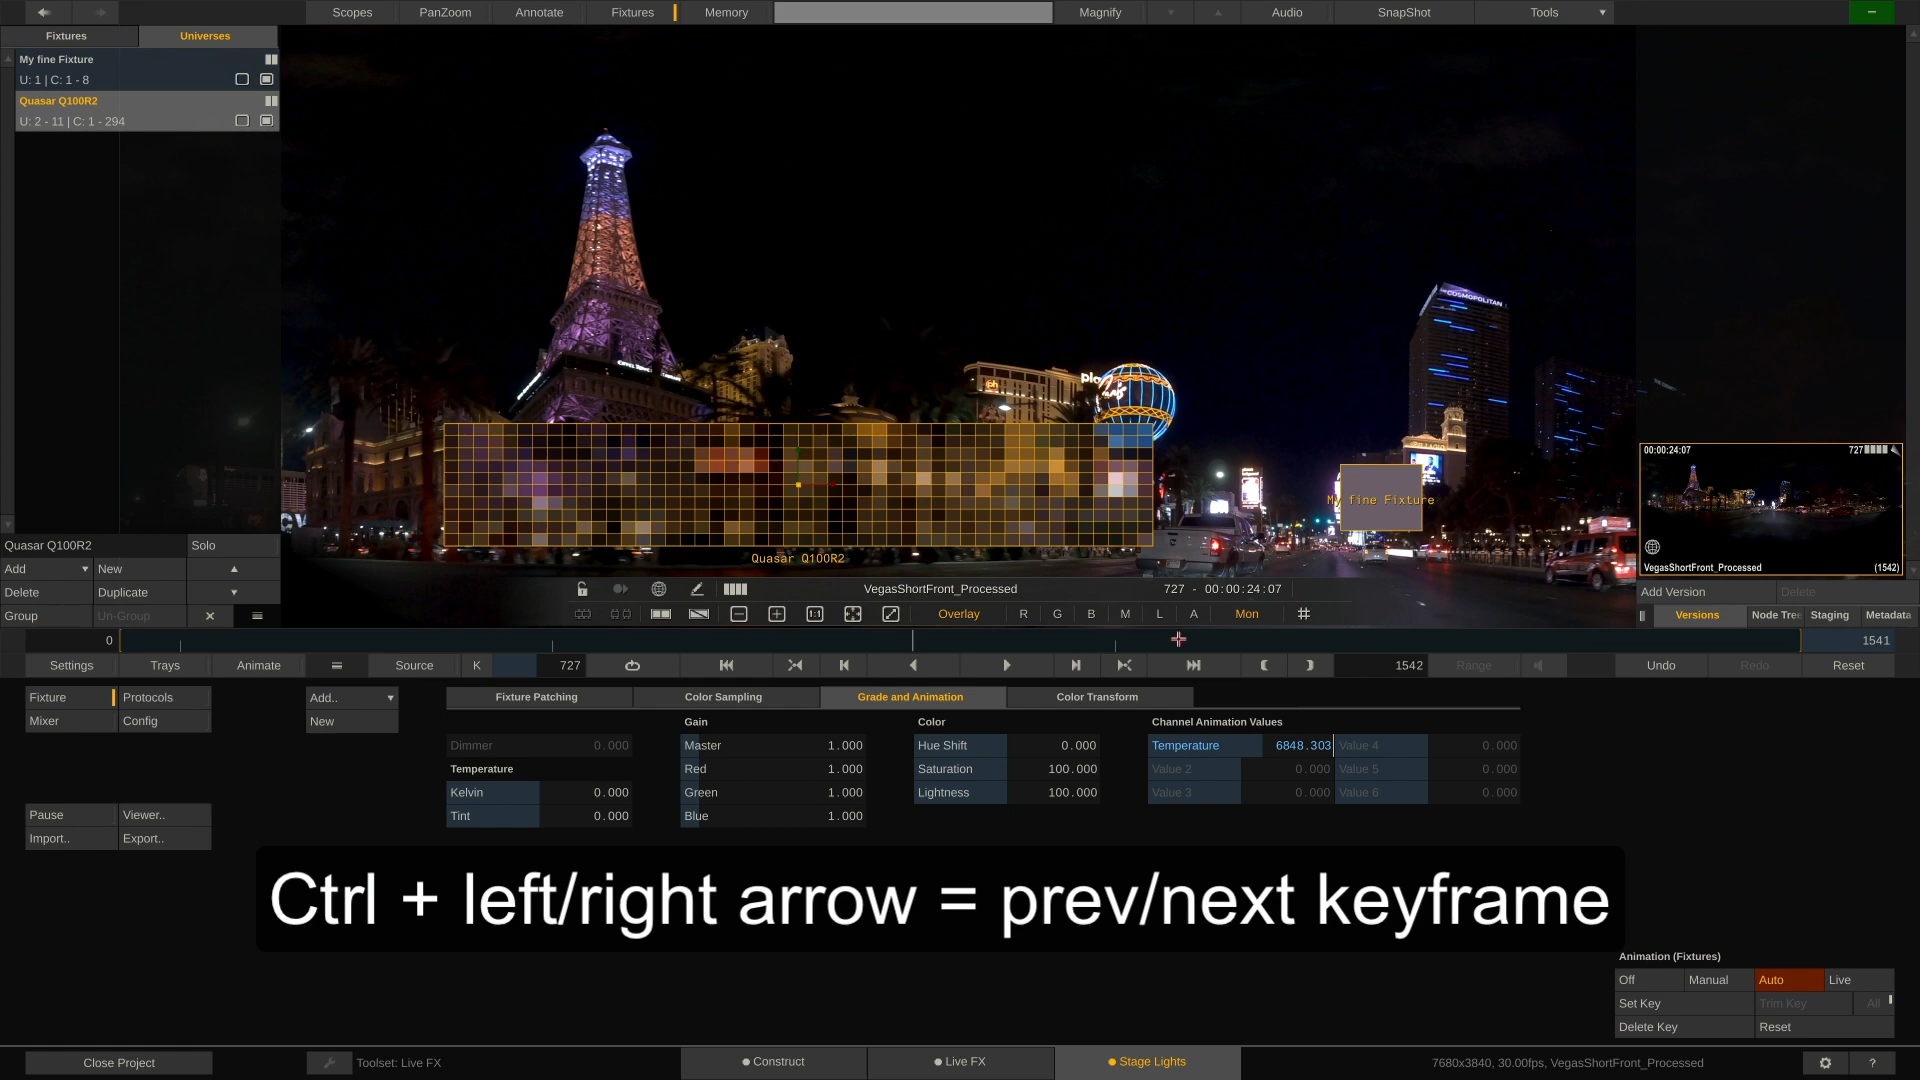 Scopes PanZoom Annotate Fixtures Memory Magnify Audio SnapShot Tools
Fixtures Universes
My fine Fixture
U: 1 | C: 1 - 8
Quasar Q100R2
U: 2 - 11 | C: 1 - 294
COSMOPOLITAN
ph
My fine Fixture
Quasar Q100R2
00:00:24:07 727
VegasShortFront_Processed (1542)
Quasar Q100R2 Solo
Add New
Delete Duplicate
Group Un-Group
VegasShortFront_Processed 727 - 00:00:24:07
Overlay R G B M L A Mon
Add Version Delete
Versions Node Tree Staging Metadata
0 1541
Settings Trays Animate Source K 727 1542 Range Undo Redo Reset
Fixture Protocols
Mixer Config
Add..
New
Pause Viewer..
Import.. Export..
Fixture Patching Color Sampling Grade and Animation Color Transform
Gain Color Channel Animation Values
Dimmer 0.000 Master 1.000 Hue Shift 0.000 Temperature 6848.303 Value 4 0.000
Temperature Red 1.000 Saturation 100.000 Value 2 0.000 Value 5 0.000
Kelvin 0.000 Green 1.000 Lightness 100.000 Value 3 0.000 Value 6 0.000
Tint 0.000 Blue 1.000
Ctrl + left/right arrow = prev/next keyframe
Animation (Fixtures)
Off Manual Auto Live
Set Key Trim Key All
Delete Key Reset
Close Project Toolset: Live FX Construct Live FX Stage Lights 7680x3840, 30.00fps, VegasShortFront_Processed ?